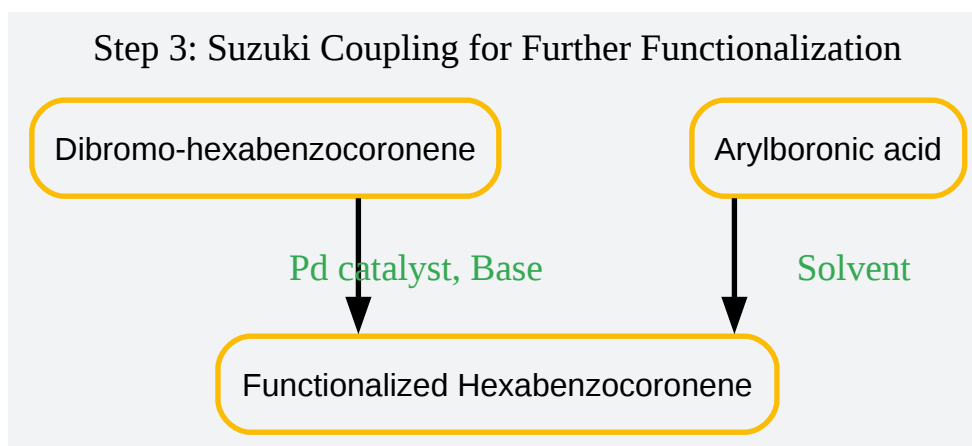 Step 3: Suzuki Coupling for Further Functionalization
Dibromo-hexabenzocoronene
Arylboronic acid
Pd catalyst, Base
Solvent
Functionalized Hexabenzocoronene